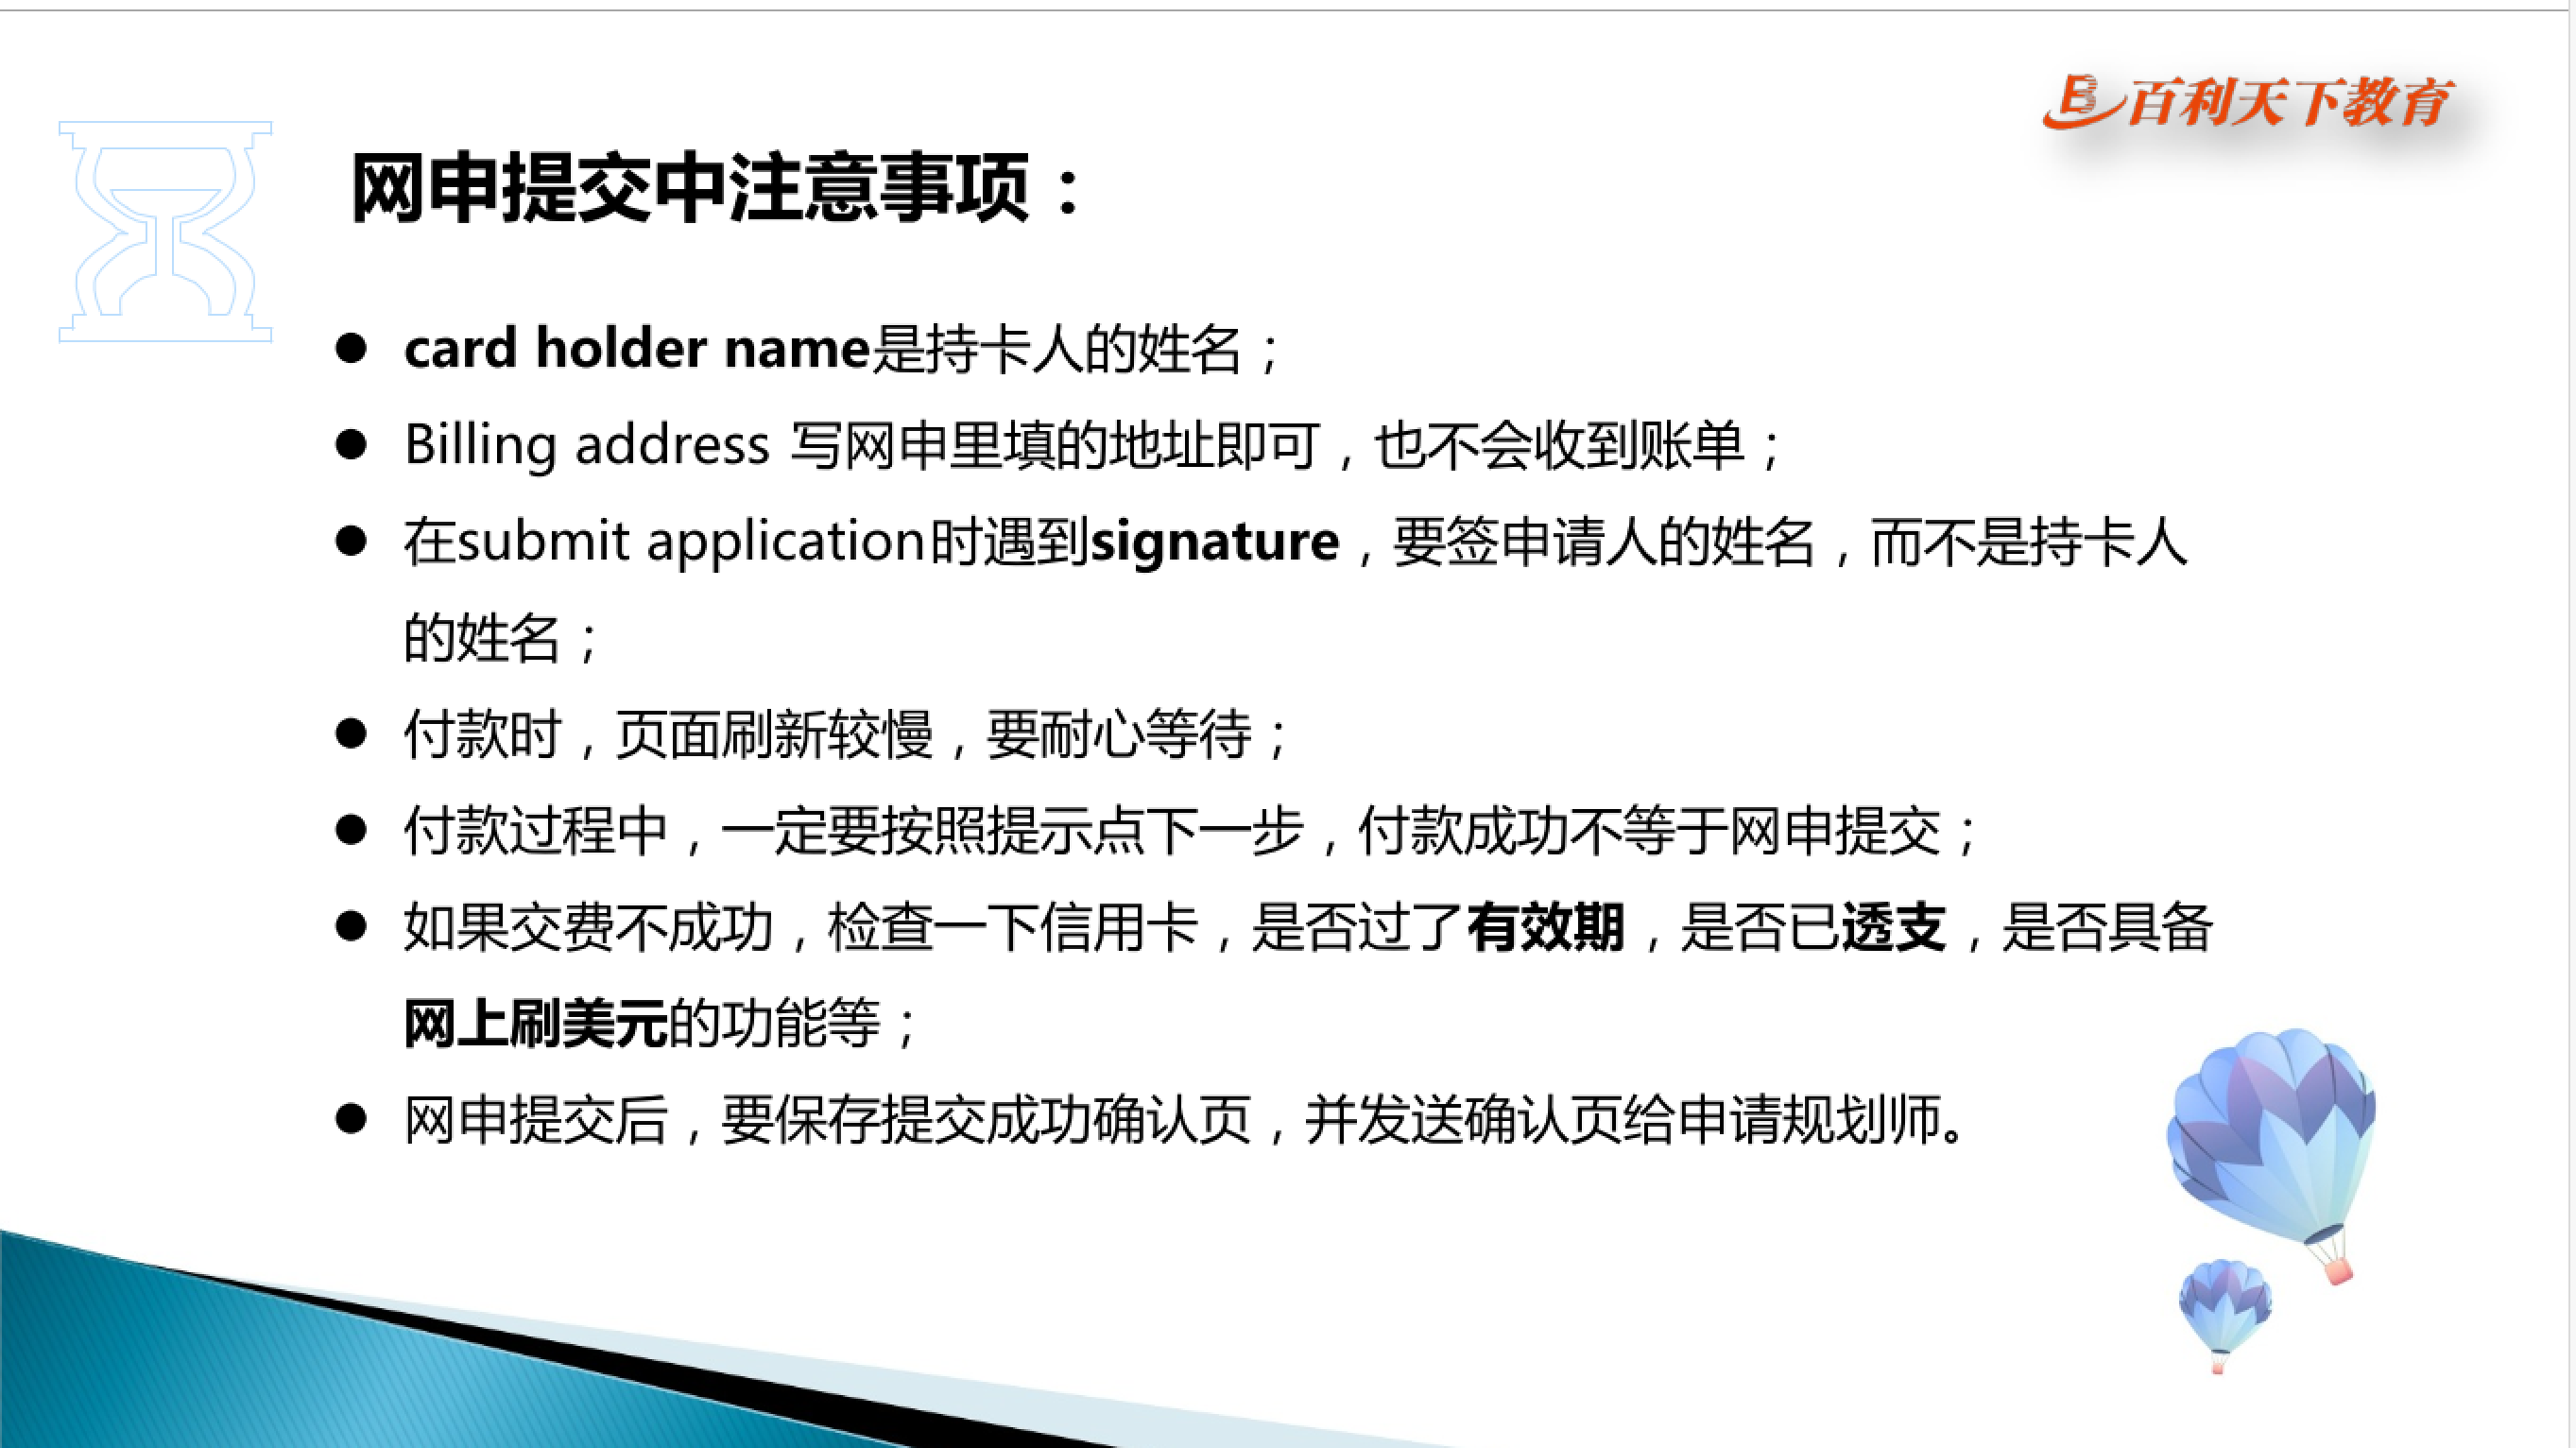 百利天下教育
网申提交中注意事项：
● card holder name是持卡人的姓名；
● Billing address 写网申里填的地址即可，也不会收到账单；
● 在submit application时遇到signature，要签申请人的姓名，而不是持卡人
的姓名；
● 付款时，页面刷新较慢，要耐心等待；
● 付款过程中，一定要按照提示点下一步，付款成功不等于网申提交；
● 如果交费不成功，检查一下信用卡，是否过了有效期，是否已透支，是否具备
网上刷美元的功能等；
● 网申提交后，要保存提交成功确认页，并发送确认页给申请规划师。